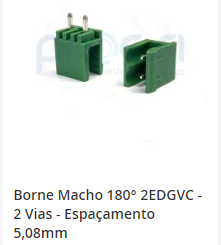 Borne Macho 180° 2EDGVC -
2 Vias - Espaçamento
5,08mm